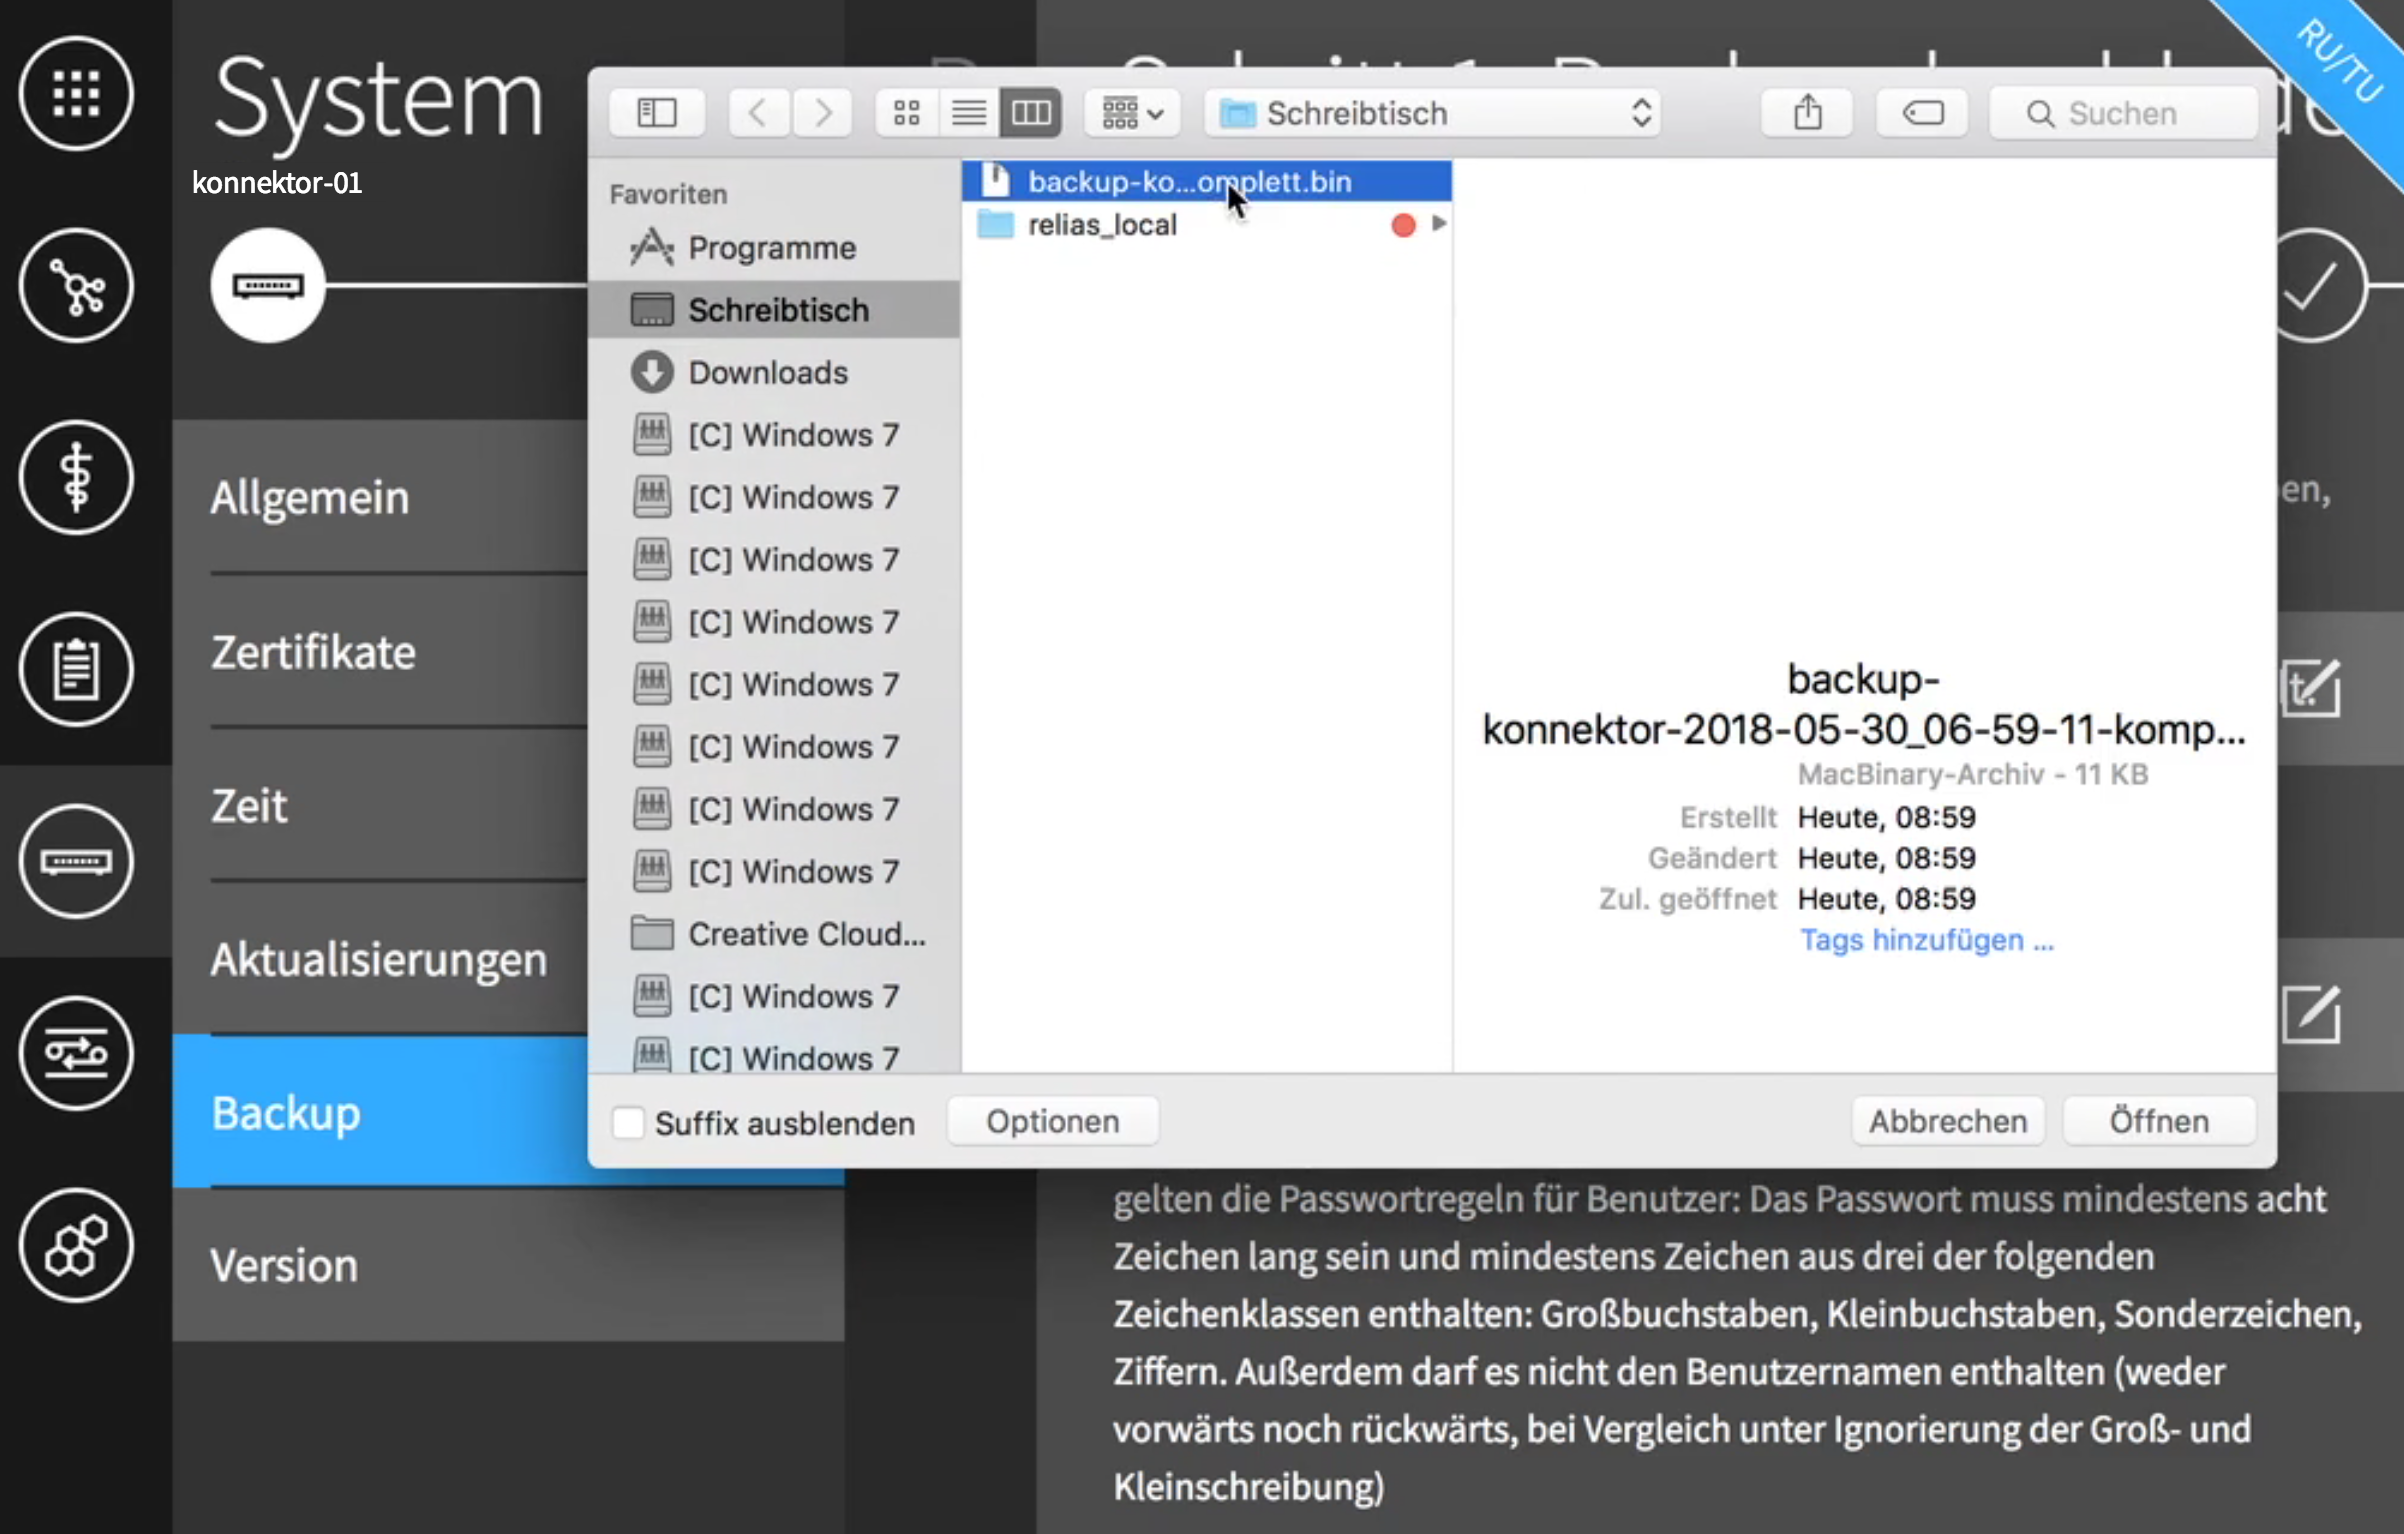 System
konnektor-01
RU/TU
Schreibtisch
Suchen
Favoriten
Programme
Schreibtisch
Downloads
[C] Windows 7
[C] Windows 7
[C] Windows 7
[C] Windows 7
[C] Windows 7
[C] Windows 7
[C] Windows 7
[C] Windows 7
Creative Cloud...
[C] Windows 7
[C] Windows 7
backup-ko...omplett.bin
relias_local
backup-
konnektor-2018-05-30_06-59-11-komp...
MacBinary-Archiv - 11 KB
Erstellt Heute, 08:59
Geändert Heute, 08:59
Zul. geöffnet Heute, 08:59
Tags hinzufügen ...
Suffix ausblenden
Optionen
Abbrechen
Öffnen
Allgemein
Zertifikate
Zeit
Aktualisierungen
Backup
Version
gelten die Passwortregeln für Benutzer: Das Passwort muss mindestens acht
Zeichen lang sein und mindestens Zeichen aus drei der folgenden
Zeichenklassen enthalten: Großbuchstaben, Kleinbuchstaben, Sonderzeichen,
Ziffern. Außerdem darf es nicht den Benutzernamen enthalten (weder
vorwärts noch rückwärts, bei Vergleich unter Ignorierung der Groß- und
Kleinschreibung)